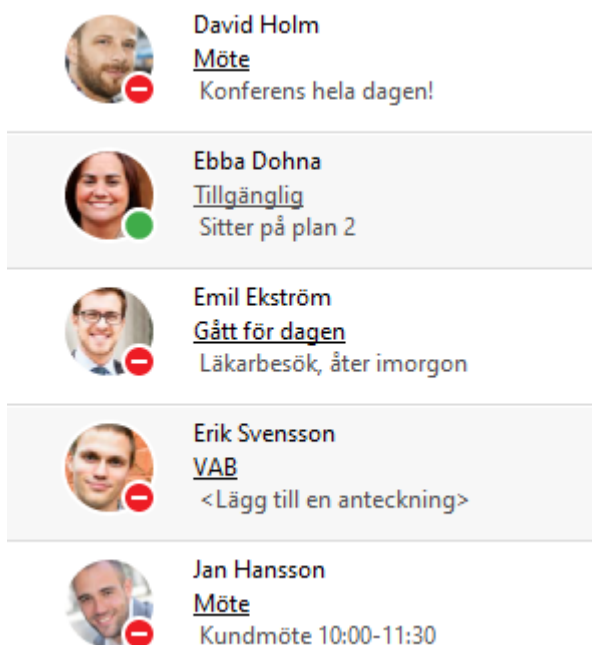 David Holm
Möte
Konferens hela dagen!
Ebba Dohna
Tillgänglig
Sitter på plan 2
Emil Ekström
Gått för dagen
Läkarbesök, åter imorgon
Erik Svensson
VAB
<Lägg till en anteckning>
Jan Hansson
Möte
Kundmöte 10:00-11:30